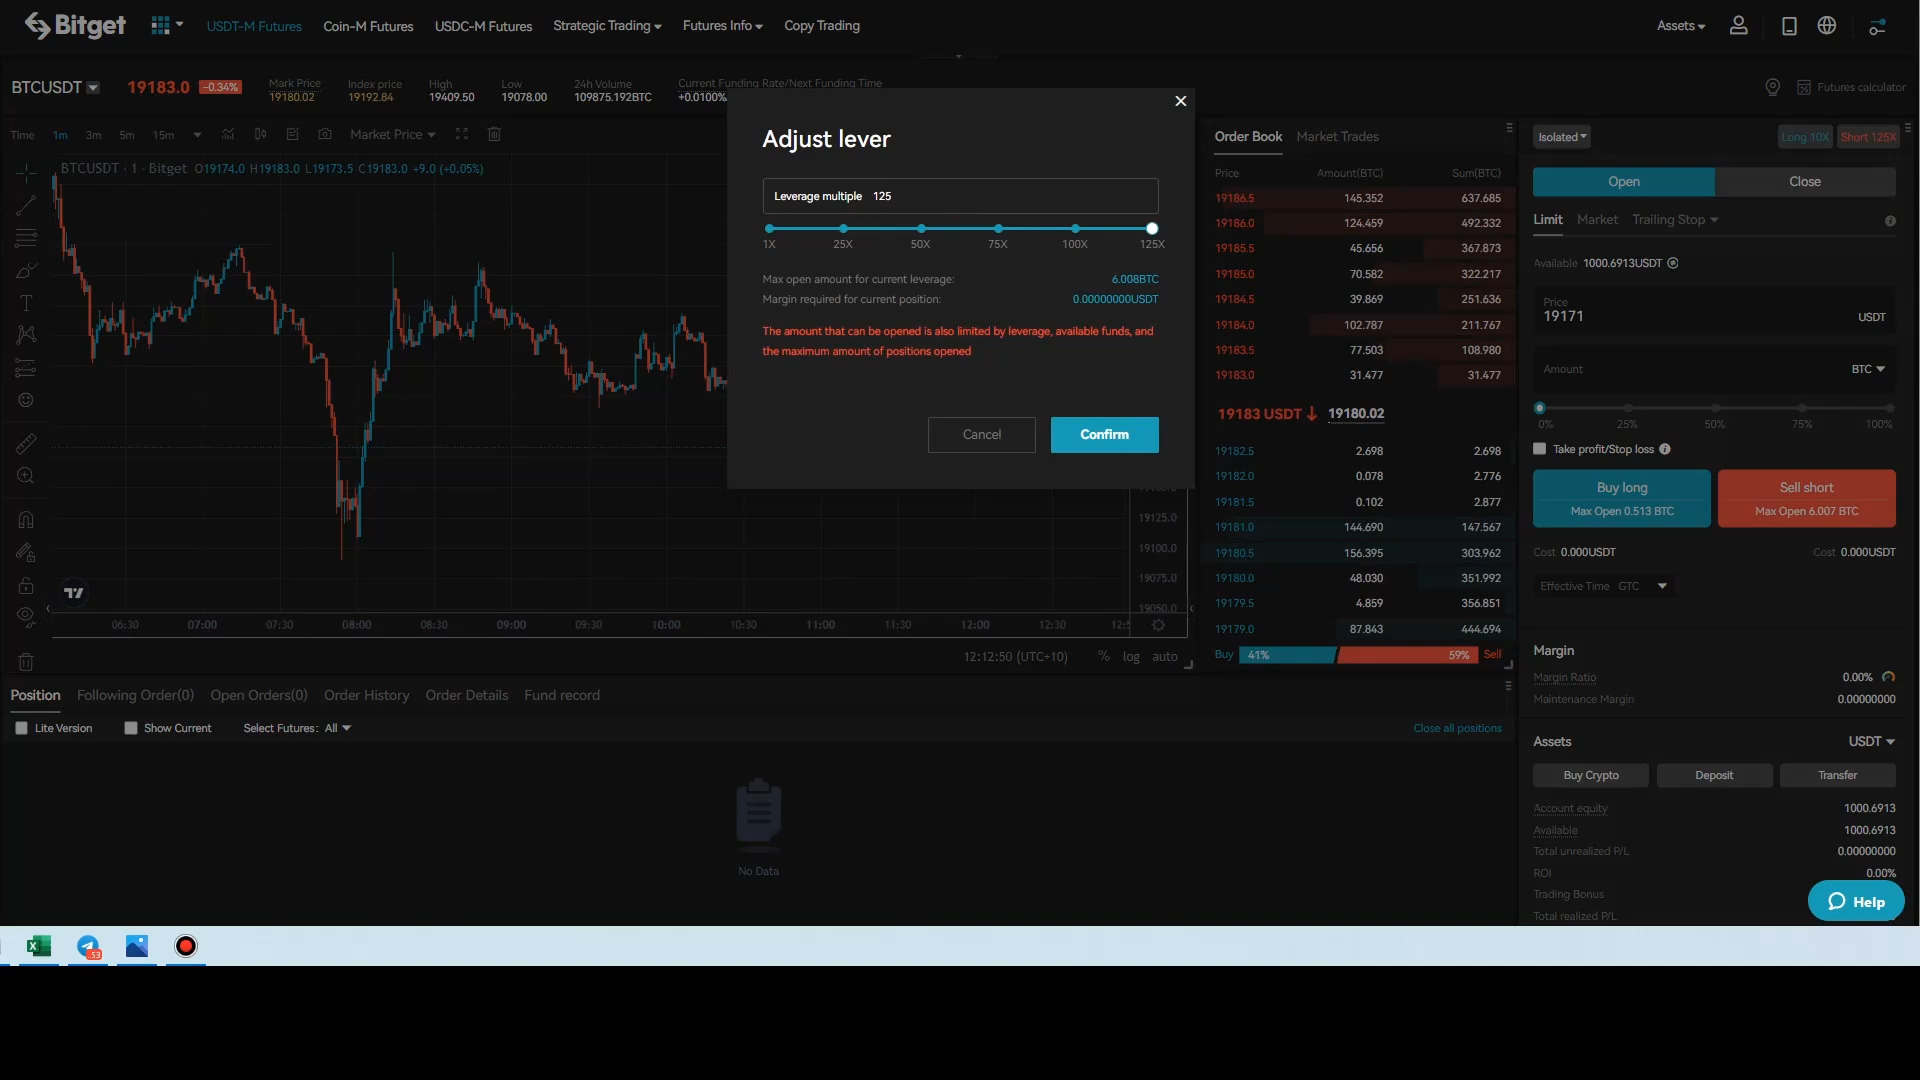 Bitget
USDT-M Futures Coin-M Futures USDC-M Futures Strategic Trading Futures Info Copy Trading Assets
BTCUSDT 19183.0 -0.34%
Mark Price 19180.02
Index price 19192.84
High 19409.50
Low 19078.00
24h Volume 109875.192BTC
Current Funding Rate/Next Funding Time
+0.0100%
Futures calculator
Time 1m 3m 5m 15m Market Price
BTCUSDT · 1 · Bitget O19174.0 H19183.0 L19173.5 C19183.0 +9.0 (+0.05%)
19125.0
19100.0
19075.0
19050.0
06:30 07:00 07:30 08:00 08:30 09:00 09:30 10:00 10:30 11:00 11:30 12:00 12:30
12:12:50 (UTC+10) % log auto
Adjust lever
Leverage multiple 125
1X 25X 50X 75X 100X 125X
Max open amount for current leverage: 6.008BTC
Margin required for current position: 0.00000000USDT
The amount that can be opened is also limited by leverage, available funds, and
the maximum amount of positions opened
Cancel Confirm
Order Book Market Trades
Price Amount(BTC) Sum(BTC)
19186.5 145.352 637.685
19186.0 124.459 492.332
19185.5 45.656 367.873
19185.0 70.582 322.217
19184.5 39.869 251.636
19184.0 102.787 211.767
19183.5 77.503 108.980
19183.0 31.477 31.477
19183 USDT 19180.02
19182.5 2.698 2.698
19182.0 0.078 2.776
19181.5 0.102 2.877
19181.0 144.690 147.567
19180.5 156.395 303.962
19180.0 48.030 351.992
19179.5 4.859 356.851
19179.0 87.843 444.694
Buy 41% 59% Sell
Isolated Long 10X Short 125X
Open Close
Limit Market Trailing Stop
Available 1000.6913USDT
Price
19171 USDT
Amount BTC
0% 25% 50% 75% 100%
Take profit/Stop loss
Buy long Sell short
Max Open 0.513 BTC Max Open 6.007 BTC
Cost 0.000USDT Cost 0.000USDT
Effective Time GTC
Margin
Margin Ratio 0.00%
Maintenance Margin 0.00000000
Assets USDT
Buy Crypto Deposit Transfer
Account equity 1000.6913
Available 1000.6913
Total unrealized P/L 0.00000000
ROI 0.00%
Trading Bonus
Total realized P/L
Help
Position Following Order(0) Open Orders(0) Order History Order Details Fund record
Lite Version Show Current Select Futures: All Close all positions
No Data
53